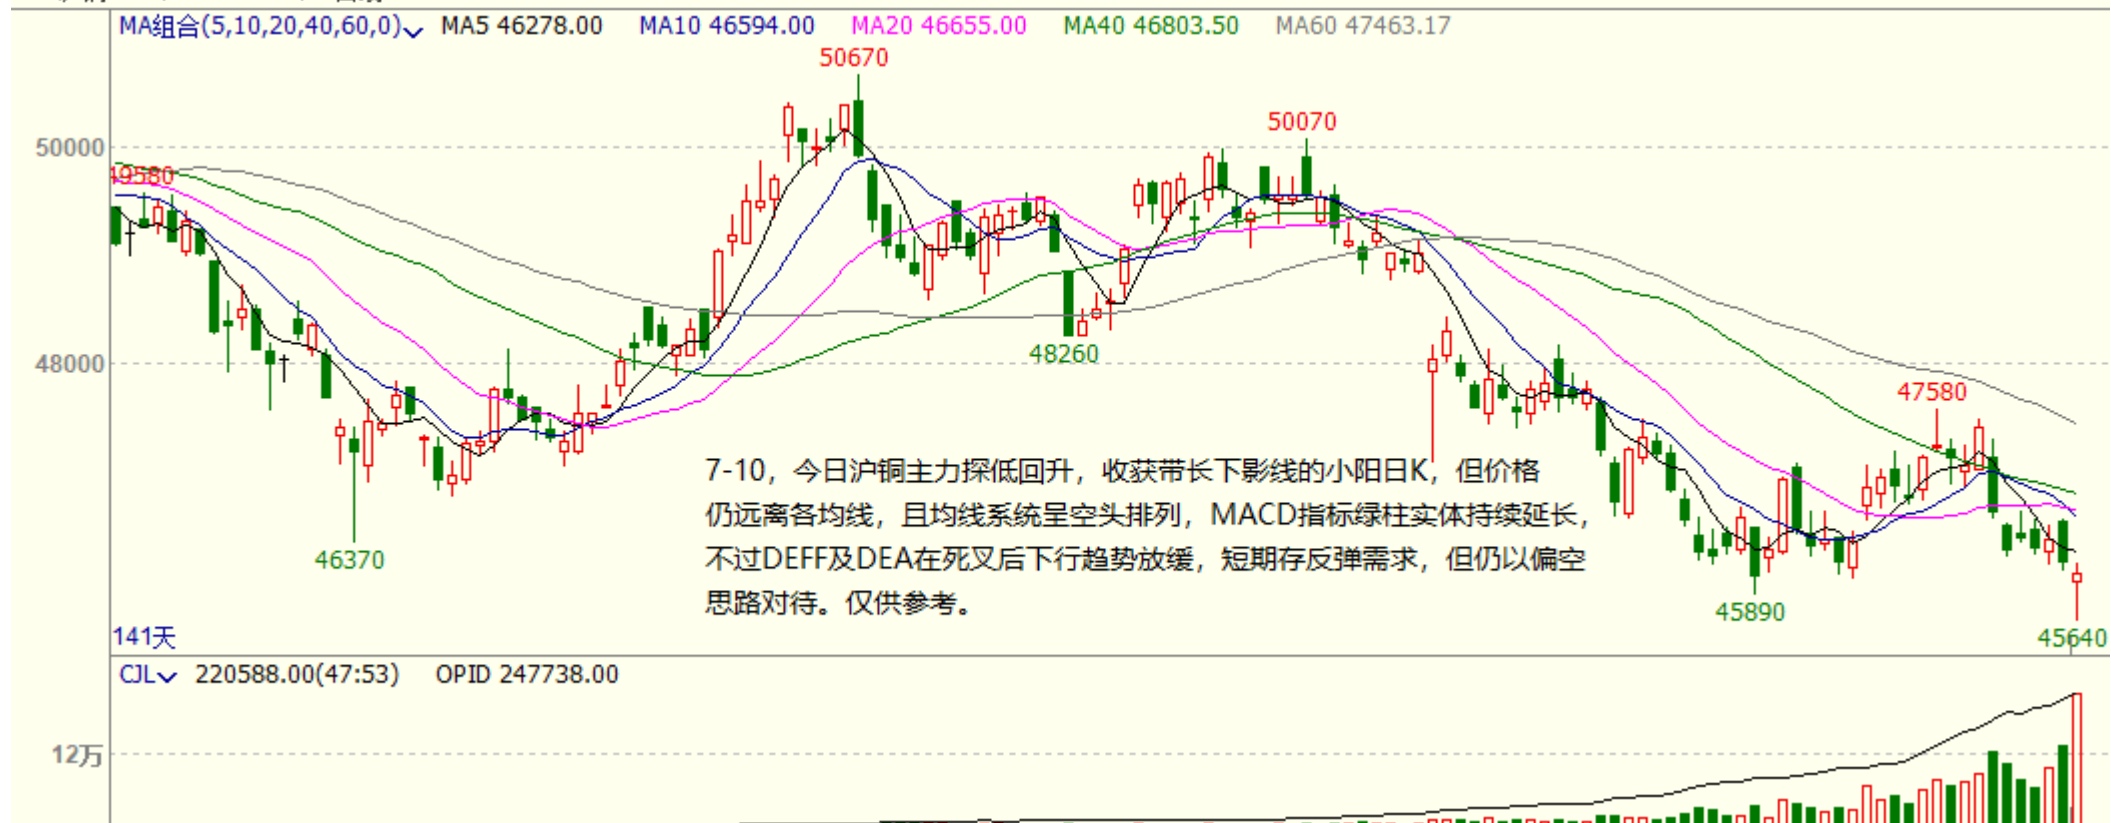 MA组合(5,10,20,40,60,0) MA5 46278.00 MA10 46594.00 MA20 46655.00 MA40 46803.50 MA60 47463.17
50670
50070
50000
49580
48260
48000
47580
7-10，今日沪铜主力探低回升，收获带长下影线的小阳日K，但价格
仍远离各均线，且均线系统呈空头排列，MACD指标绿柱实体持续延长，
不过DEFF及DEA在死叉后下行趋势放缓，短期存反弹需求，但仍以偏空
思路对待。仅供参考。
46370
45890
141天
45640
CJL 220588.00(47:53) OPID 247738.00
12万